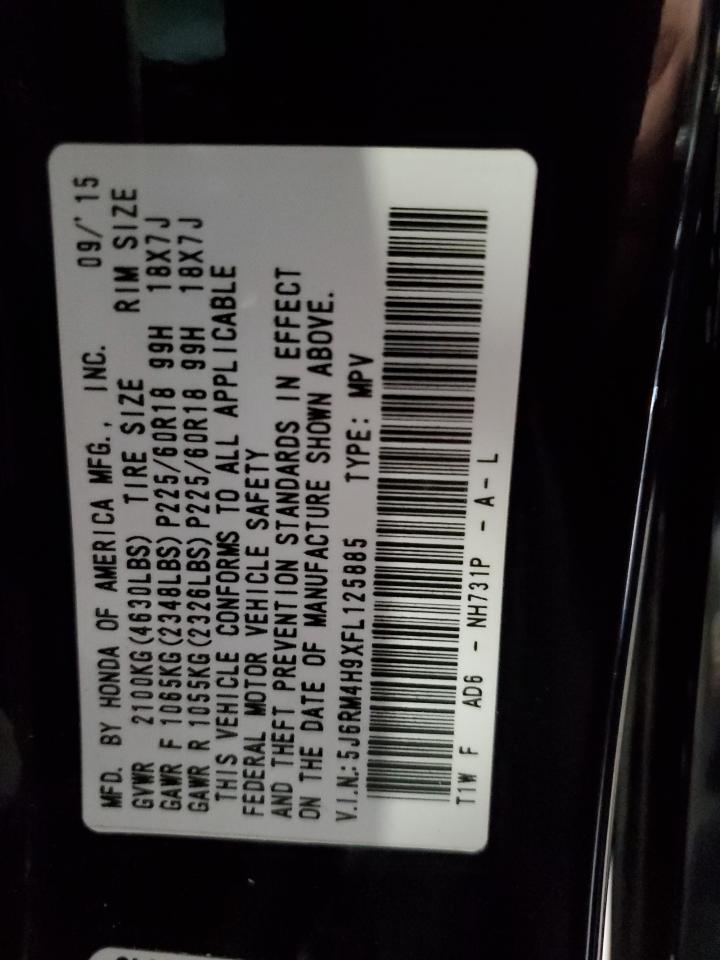 MFD. BY HONDA OF AMERICA MFG., INC. 09/'15
GVWR 2100KG(4630LBS) TIRE SIZE RIM SIZE
GAWR F 1065KG(2348LBS)P225/60R18 99H 18X7J
GAWR R 1055KG(2326LBS)P225/60R18 99H 18X7J
THIS VEHICLE CONFORMS TO ALL APPLICABLE
FEDERAL MOTOR VEHICLE SAFETY
AND THEFT PREVENTION STANDARDS IN EFFECT
ON THE DATE OF MANUFACTURE SHOWN ABOVE.
V.I.N.:5J6RM4H9XFL125885 TYPE: MPV
T1W F AD6 - NH731P - A - L